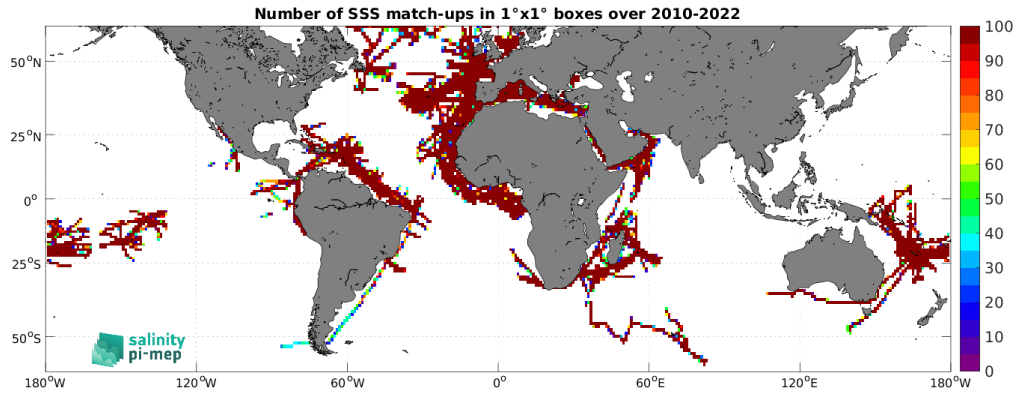 Number of SSS match-ups in 1°x1° boxes over 2010-2022
50°N
25°N
0°
25°S
50°S
180°W
120°W
60°W
0°
60°E
120°E
180°W
100
90
80
70
60
50
40
30
20
10
0
salinity
pi-mep